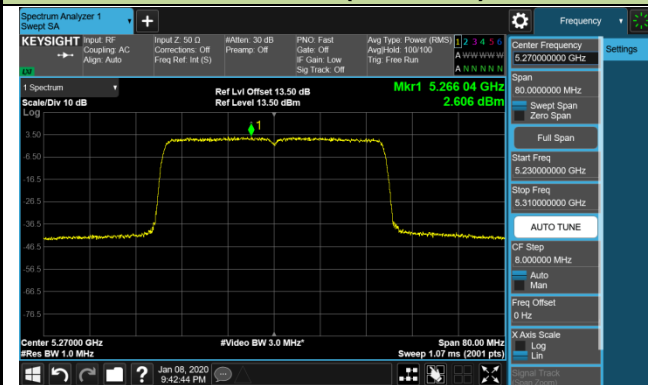 Spectrum Analyzer 1
Swept SA
Frequency
KEYSIGHT
Input: RF
Coupling: AC
Align: Auto
Input Z: 50 Ω
Corrections: Off
Freq Ref: Int (S)
#Atten: 30 dB
Preamp: Off
PNO: Fast
Gate: Off
IF Gain: Low
Sig Track: Off
Avg Type: Power (RMS)
Avg|Hold: 100/100
Trig: Free Run
1 2 3 4 5 6
A W W W W W
A N N N N N
LXI
1 Spectrum
Scale/Div 10 dB
Log
Ref Lvl Offset 13.50 dB
Ref Level 13.50 dBm
Mkr1 5.266 04 GHz
2.606 dBm
1
3.50
-6.50
-16.5
-26.5
-36.5
-46.5
-56.5
-66.5
-76.5
Center 5.27000 GHz
#Res BW 1.0 MHz
#Video BW 3.0 MHz*
Span 80.00 MHz
Sweep 1.07 ms (2001 pts)
Center Frequency
5.270000000 GHz
Settings
Span
80.0000000 MHz
Swept Span
Zero Span
Full Span
Start Freq
5.230000000 GHz
Stop Freq
5.310000000 GHz
AUTO TUNE
CF Step
8.000000 MHz
Auto
Man
Freq Offset
0 Hz
X Axis Scale
Log
Lin
Signal Track
(Span Zoom)
Jan 08, 2020
9:42:44 PM